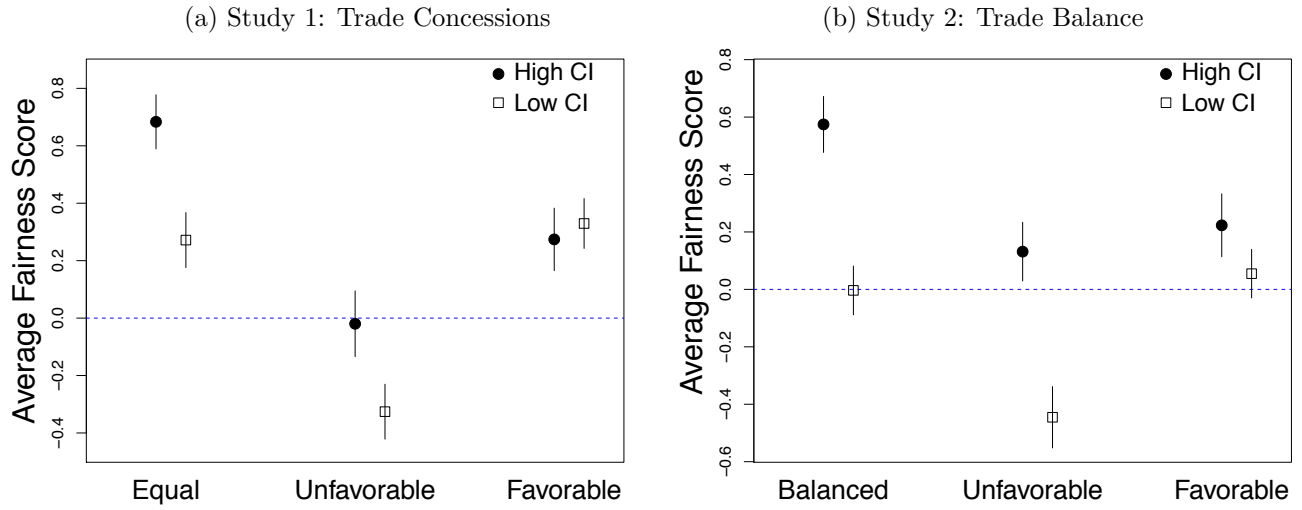 (a) Study 1: Trade Concessions
Average Fairness Score
0.8
0.6
0.4
0.2
0.0
−0.2
−0.4
High CI
Low CI
Equal Unfavorable Favorable
(b) Study 2: Trade Balance
Average Fairness Score
0.8
0.6
0.4
0.2
0.0
−0.2
−0.4
−0.6
High CI
Low CI
Balanced Unfavorable Favorable